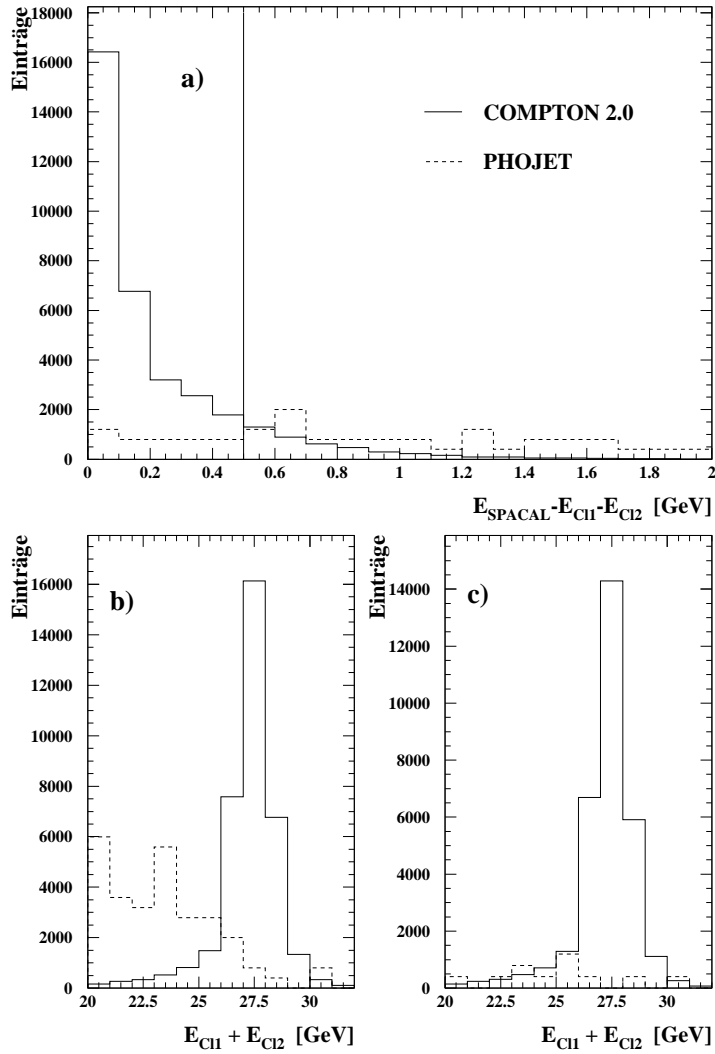 Einträge
18000
16000
14000
12000
10000
8000
6000
4000
2000
0
a)
COMPTON 2.0
PHOJET
0 0.2 0.4 0.6 0.8 1 1.2 1.4 1.6 1.8 2
E_SPACAL-E_Cl1-E_Cl2 [GeV]
Einträge
16000
14000
12000
10000
8000
6000
4000
2000
0
b)
20 22.5 25 27.5 30
E_Cl1 + E_Cl2 [GeV]
Einträge
14000
12000
10000
8000
6000
4000
2000
0
c)
20 22.5 25 27.5 30
E_Cl1 + E_Cl2 [GeV]